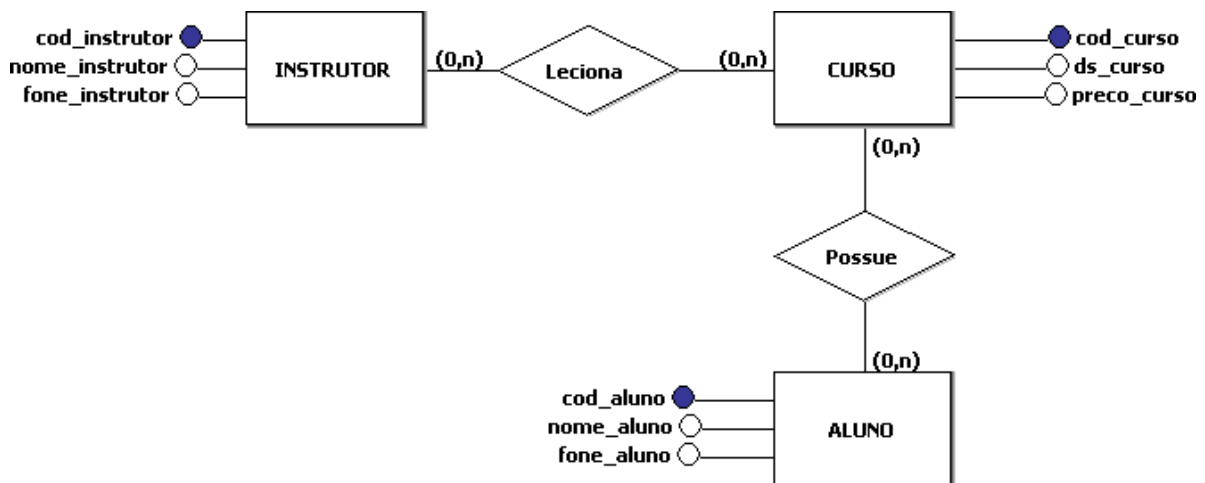 cod_instrutor
nome_instrutor
fone_instrutor
INSTRUTOR
(0,n)
Leciona
(0,n)
CURSO
cod_curso
ds_curso
preco_curso
(0,n)
Possue
(0,n)
cod_aluno
nome_aluno
fone_aluno
ALUNO